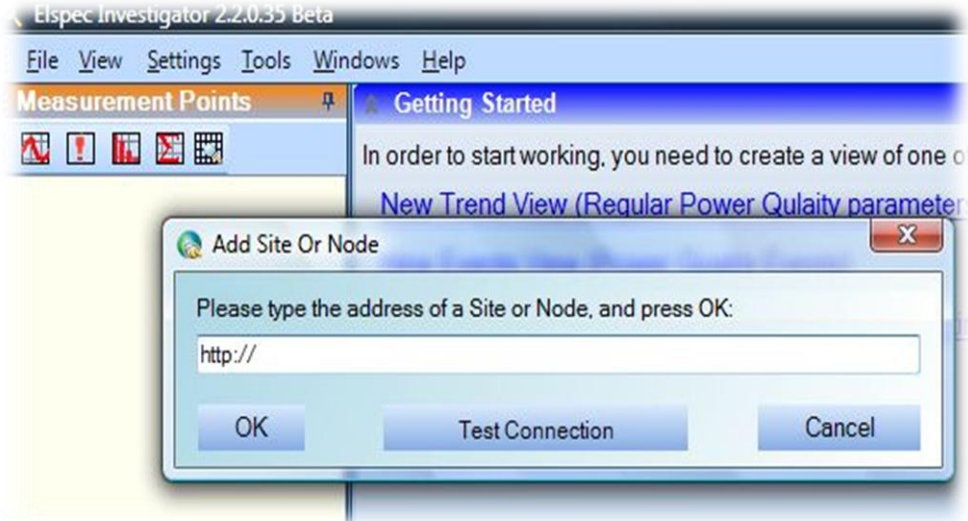 Elspec Investigator 2.2.0.35 Beta
File View Settings Tools Windows Help
Measurement Points
Getting Started
In order to start working, you need to create a view of one o
New Trend View (Regular Power Qulaity parameter
Add Site Or Node
Please type the address of a Site or Node, and press OK:
http://
OK Test Connection Cancel